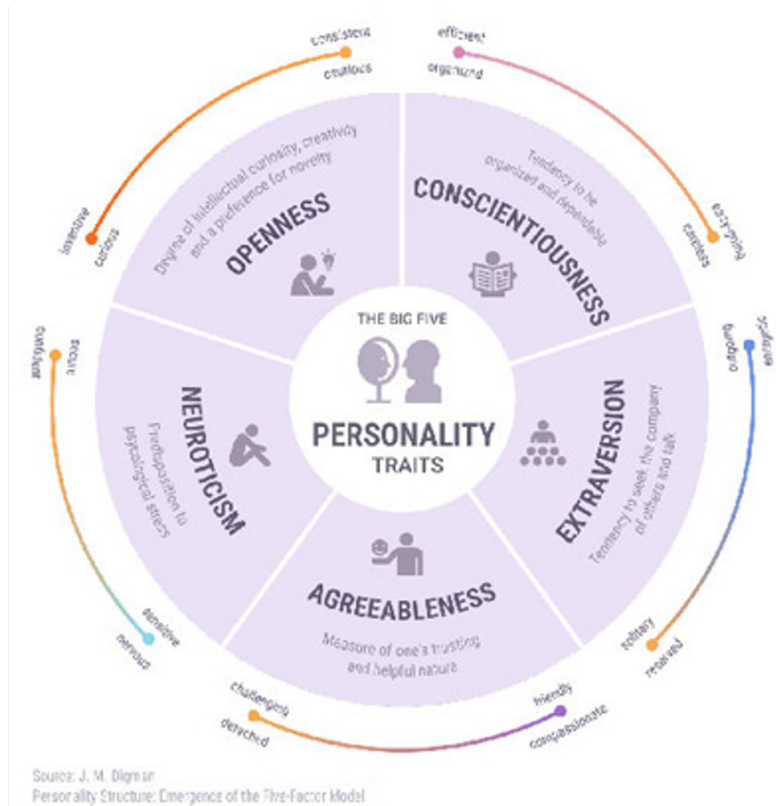 consistent
cautious
efficient
organized
Degree of intellectual curiosity, creativity
and a preference for novelty
OPENNESS
inventive
curious
Tendency to be
organized and dependable
CONSCIENTIOUSNESS
easy-going
careless
THE BIG FIVE
PERSONALITY
TRAITS
secure
confident
NEUROTICISM
Predisposition to
psycological stress
sensitive
nervous
energetic
outgoing
EXTRAVERSION
Tendency to seek the company
of others and talk
solitary
reserved
AGREEABLENESS
Measure of one's trusting
and helpful nature
challenging
detached
friendly
compassionate
Source: J. M. Digman
Personality Structure: Emergence of the Five-Factor Model